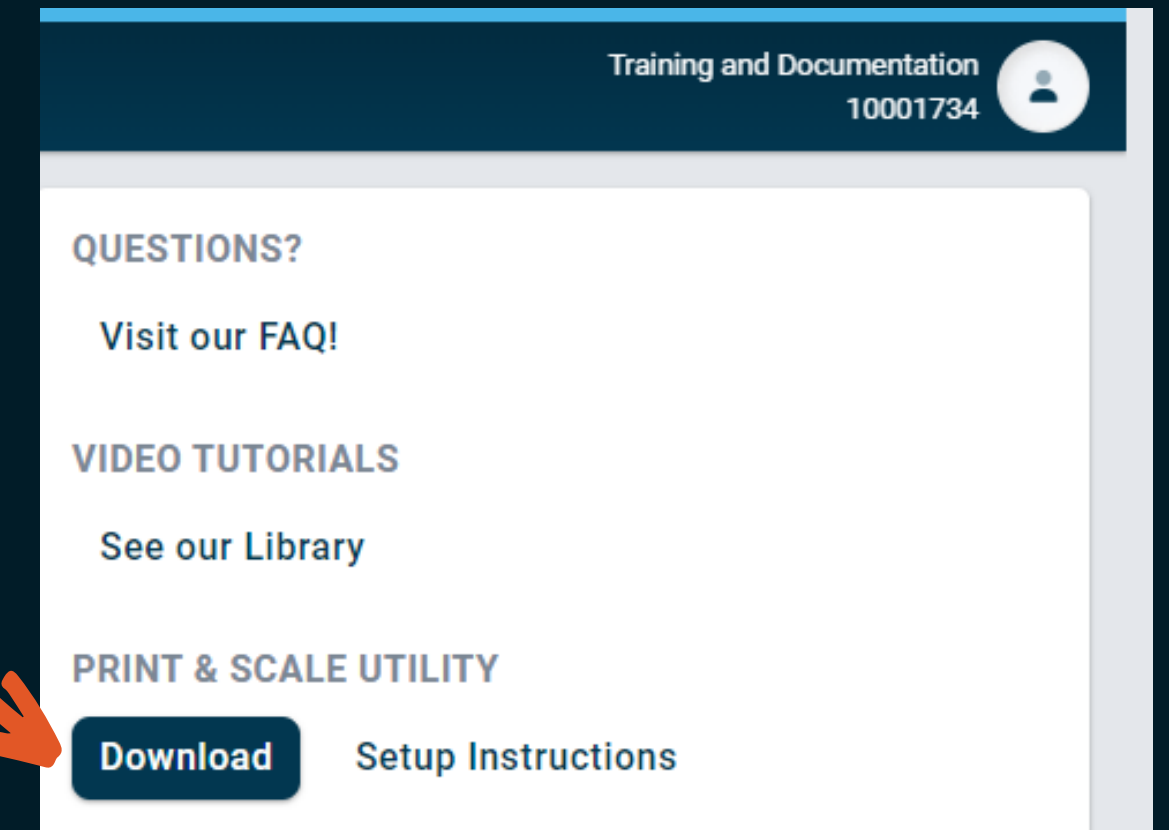 Training and Documentation
10001734
QUESTIONS?
Visit our FAQ!
VIDEO TUTORIALS
See our Library
PRINT & SCALE UTILITY
Download Setup Instructions